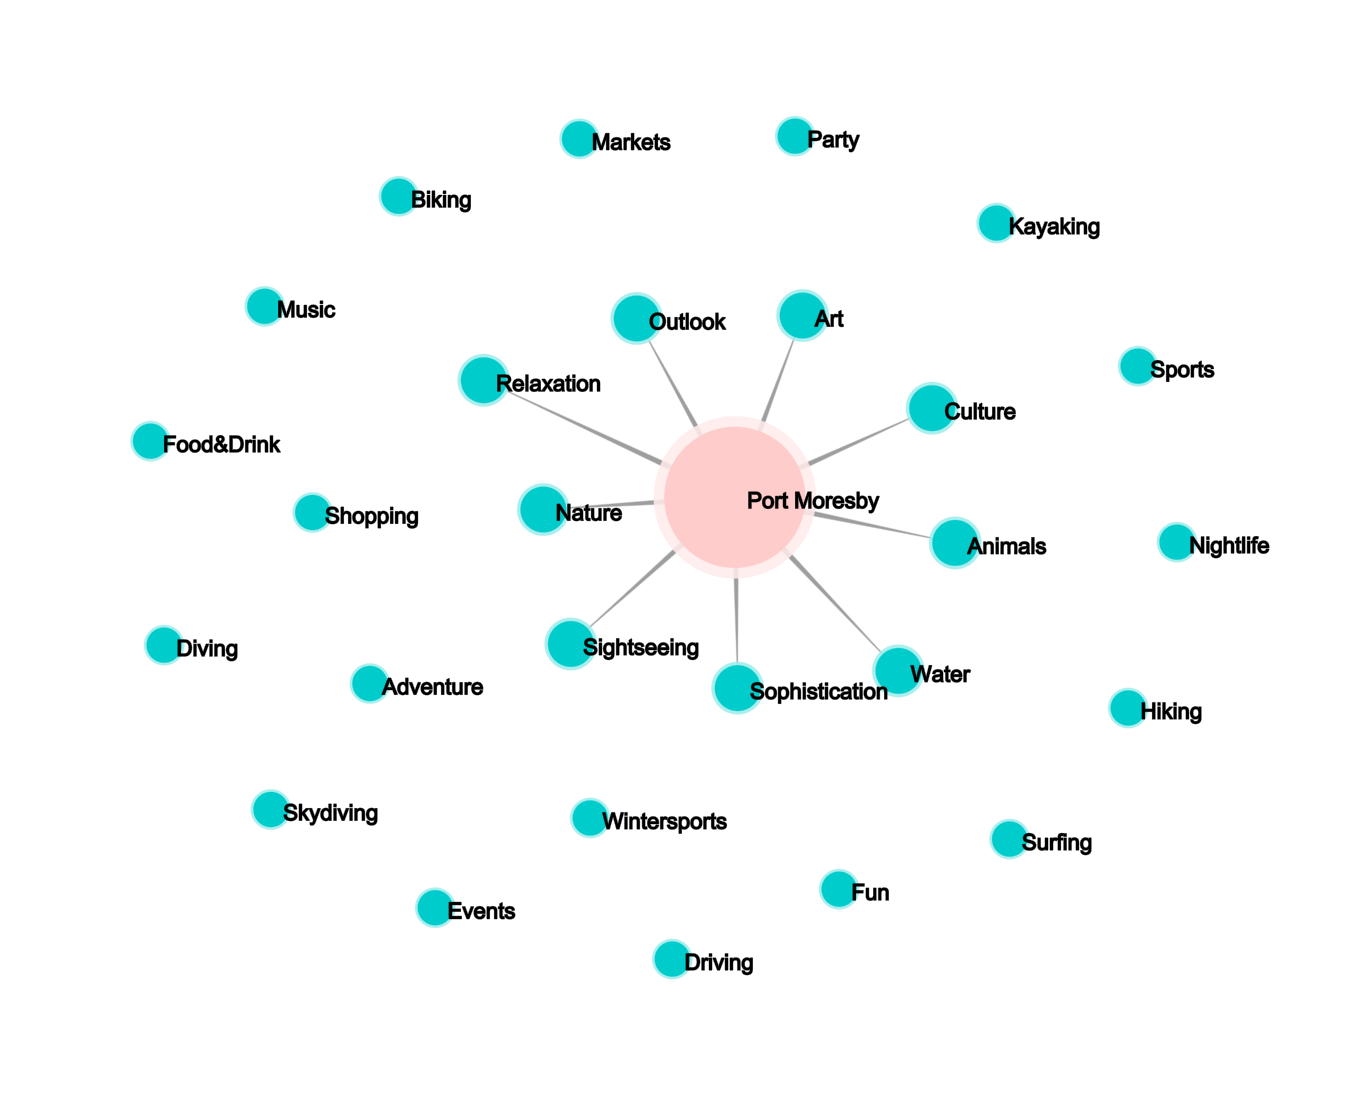 Markets
Party
Biking
Kayaking
Music
Outlook
Art
Relaxation
Sports
Culture
Food&Drink
Port Moresby
Nature
Shopping
Animals
Nightlife
Sightseeing
Diving
Water
Adventure
Sophistication
Hiking
Skydiving
Wintersports
Surfing
Fun
Events
Driving